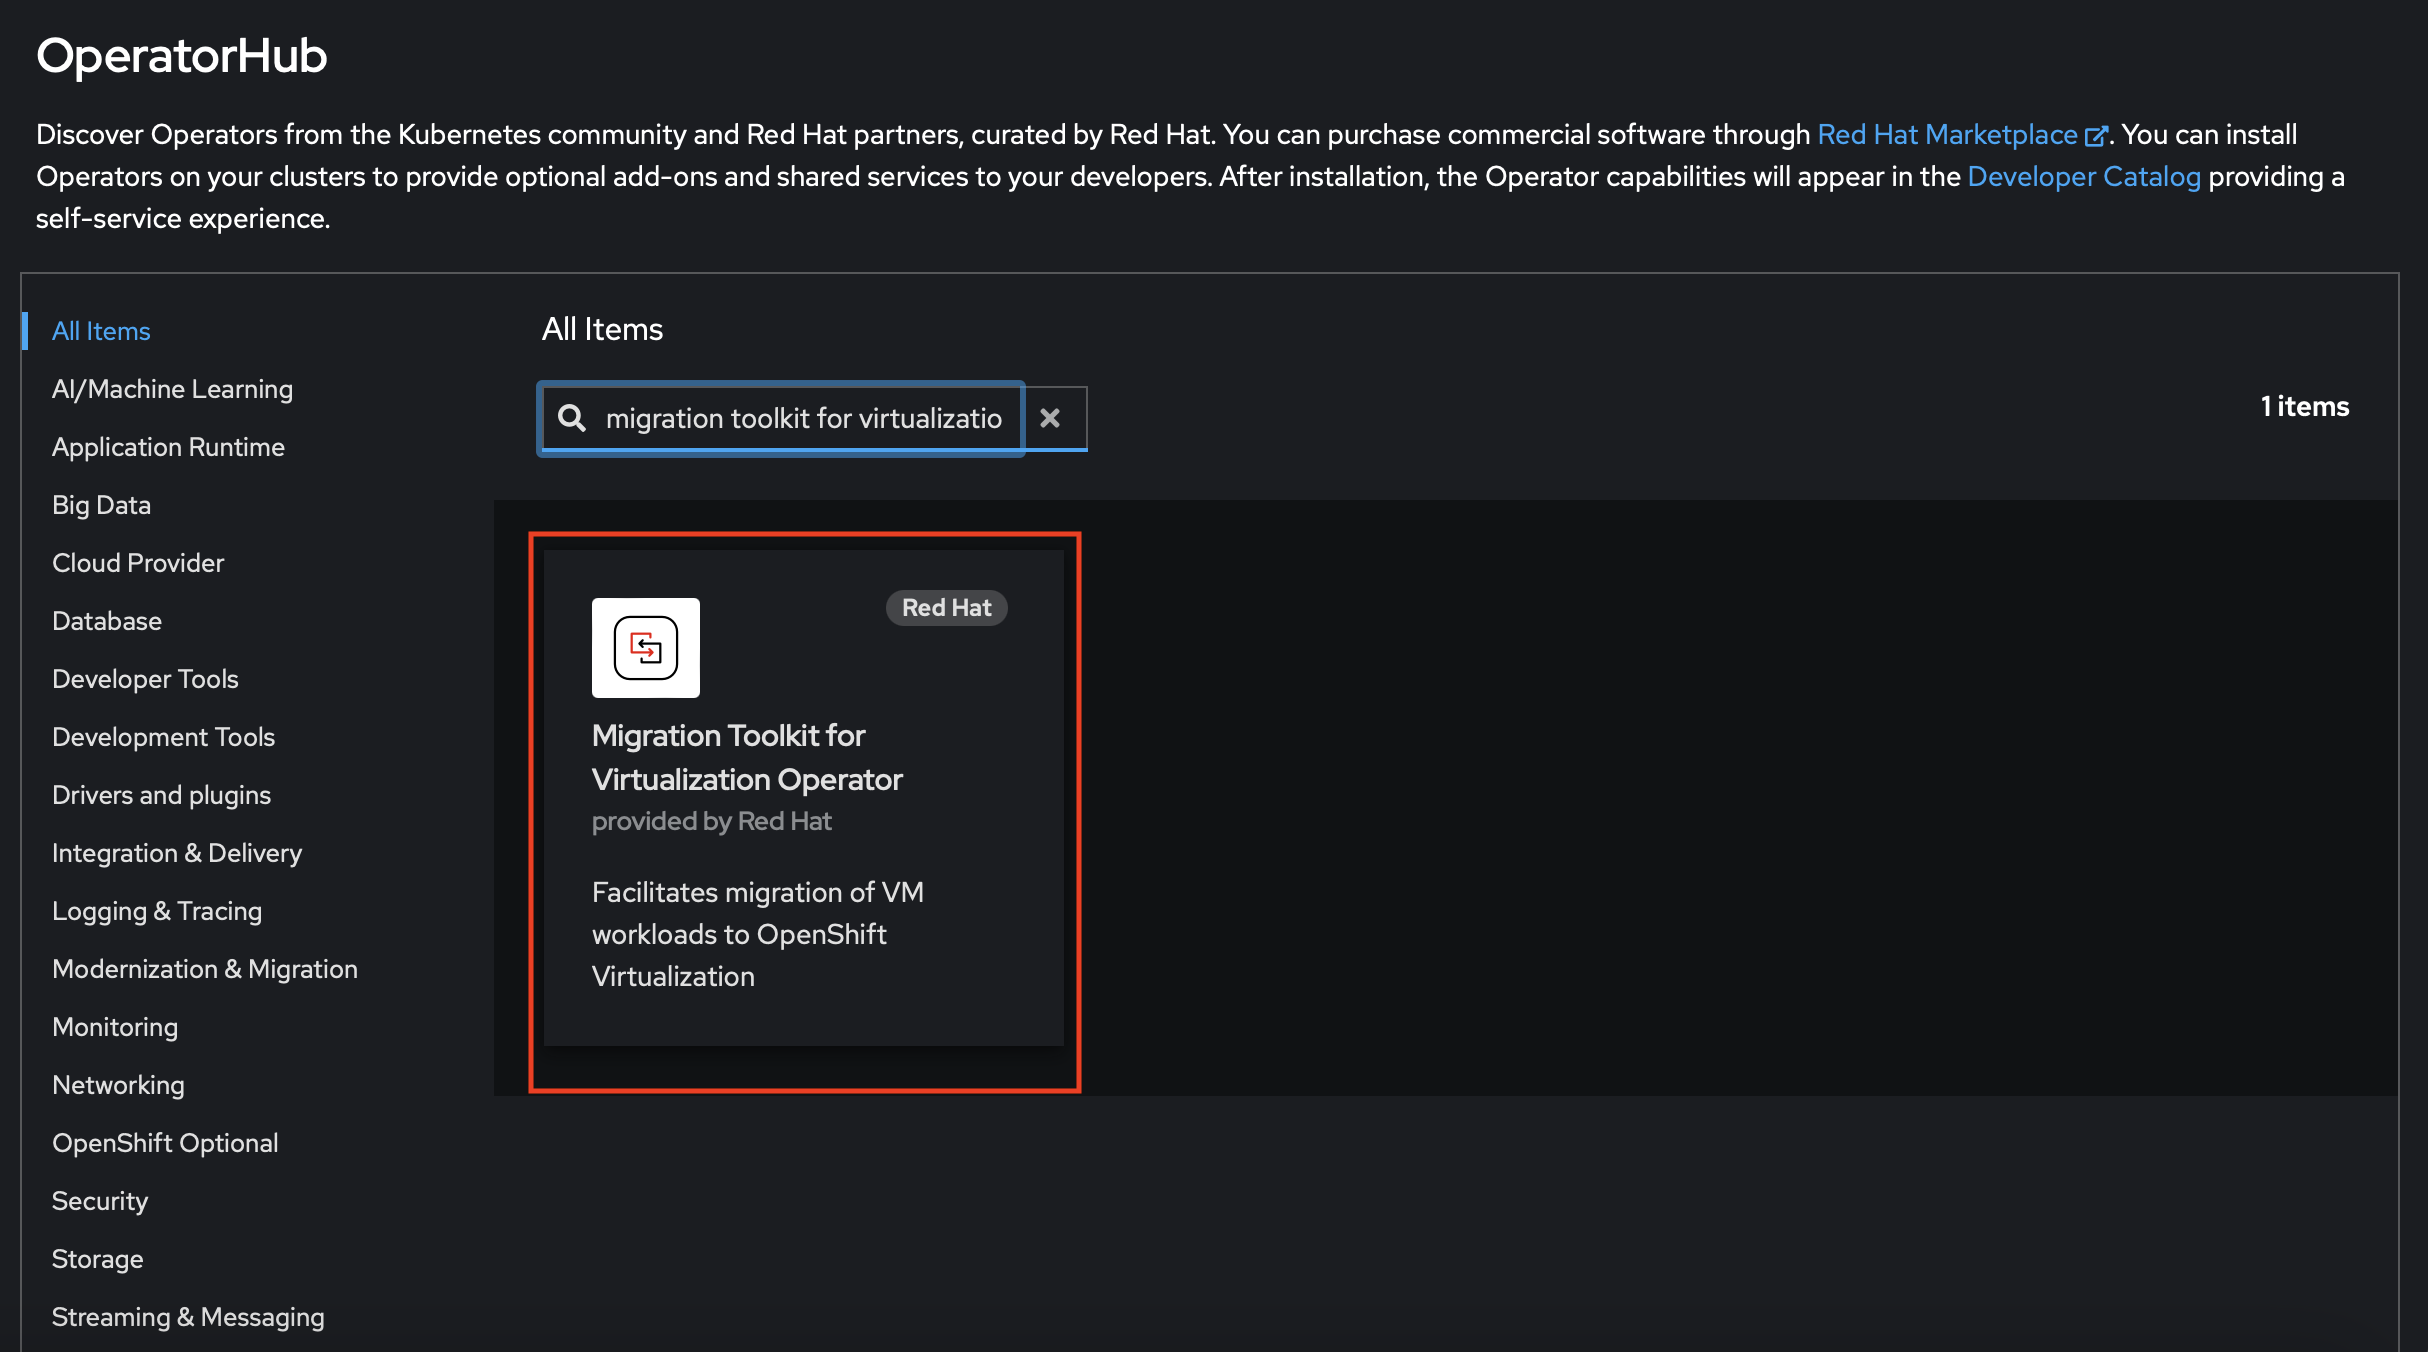 OperatorHub
Discover Operators from the Kubernetes community and Red Hat partners, curated by Red Hat. You can purchase commercial software through Red Hat Marketplace. You can install
Operators on your clusters to provide optional add-ons and shared services to your developers. After installation, the Operator capabilities will appear in the Developer Catalog providing a
self-service experience.
All Items
AI/Machine Learning
Application Runtime
Big Data
Cloud Provider
Database
Developer Tools
Development Tools
Drivers and plugins
Integration & Delivery
Logging & Tracing
Modernization & Migration
Monitoring
Networking
OpenShift Optional
Security
Storage
Streaming & Messaging
All Items
migration toolkit for virtualizatio
1 items
Red Hat
Migration Toolkit for
Virtualization Operator
provided by Red Hat
Facilitates migration of VM
workloads to OpenShift
Virtualization